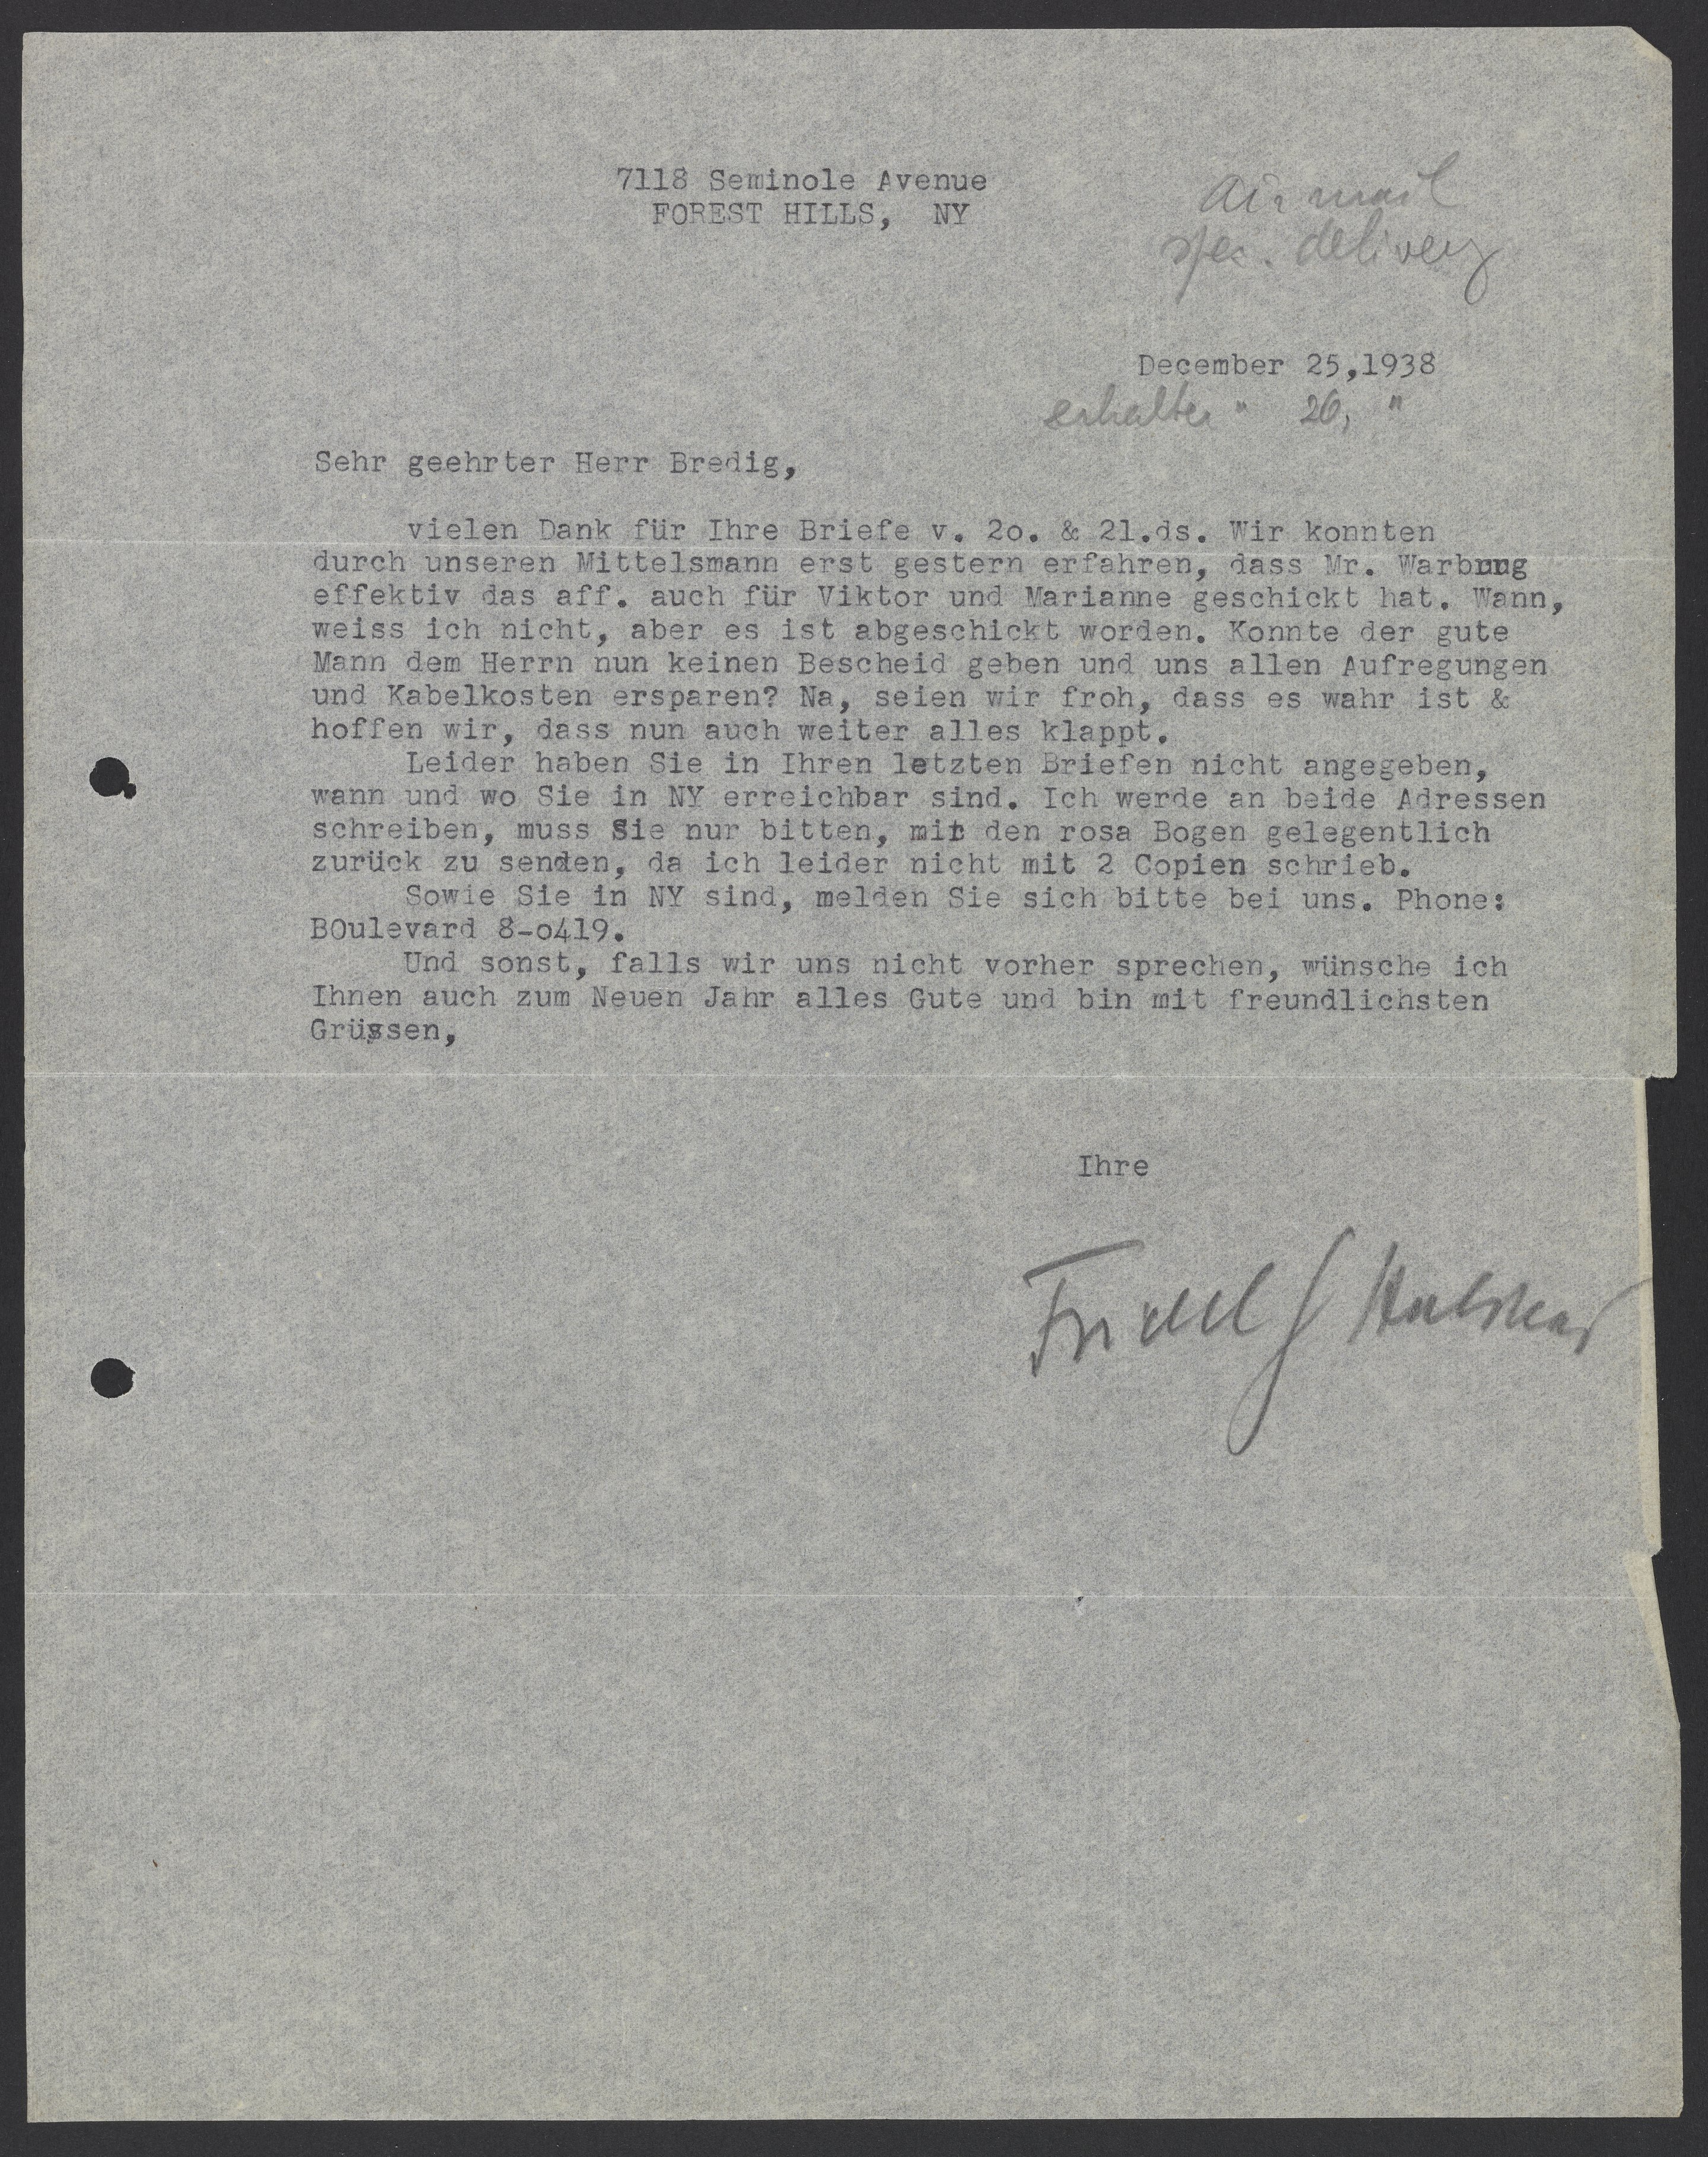 7118 Seminole Avenue
FOREST HILLS, NY
Air mail
spec. delivery
December 25,1938
erhalten " 26, "
Sehr geehrter Herr Bredig,
vielen Dank für Ihre Briefe v. 2o. & 21.ds. Wir konnten
durch unseren Mittelsmann erst gestern erfahren, dass Mr. Warburg
effektiv das aff. auch für Viktor und Marianne geschickt hat. Wann,
weiss ich nicht, aber es ist abgeschickt worden. Konnte der gute
Mann dem Herrn nun keinen Bescheid geben und uns allen Aufregungen
und Kabelkosten ersparen? Na, seien wir froh, dass es wahr ist &
hoffen wir, dass nun auch weiter alles klappt.
Leider haben Sie in Ihren letzten Briefen nicht angegeben,
wann und wo Sie in NY erreichbar sind. Ich werde an beide Adressen
schreiben, muss Sie nur bitten, mir den rosa Bogen gelegentlich
zurück zu senden, da ich leider nicht mit 2 Copien schrieb.
Sowie Sie in NY sind, melden Sie sich bitte bei uns. Phone:
BOulevard 8-o419.
Und sonst, falls wir uns nicht vorher sprechen, wünsche ich
Ihnen auch zum Neuen Jahr alles Gute und bin mit freundlichsten
Grüssen,
Ihre